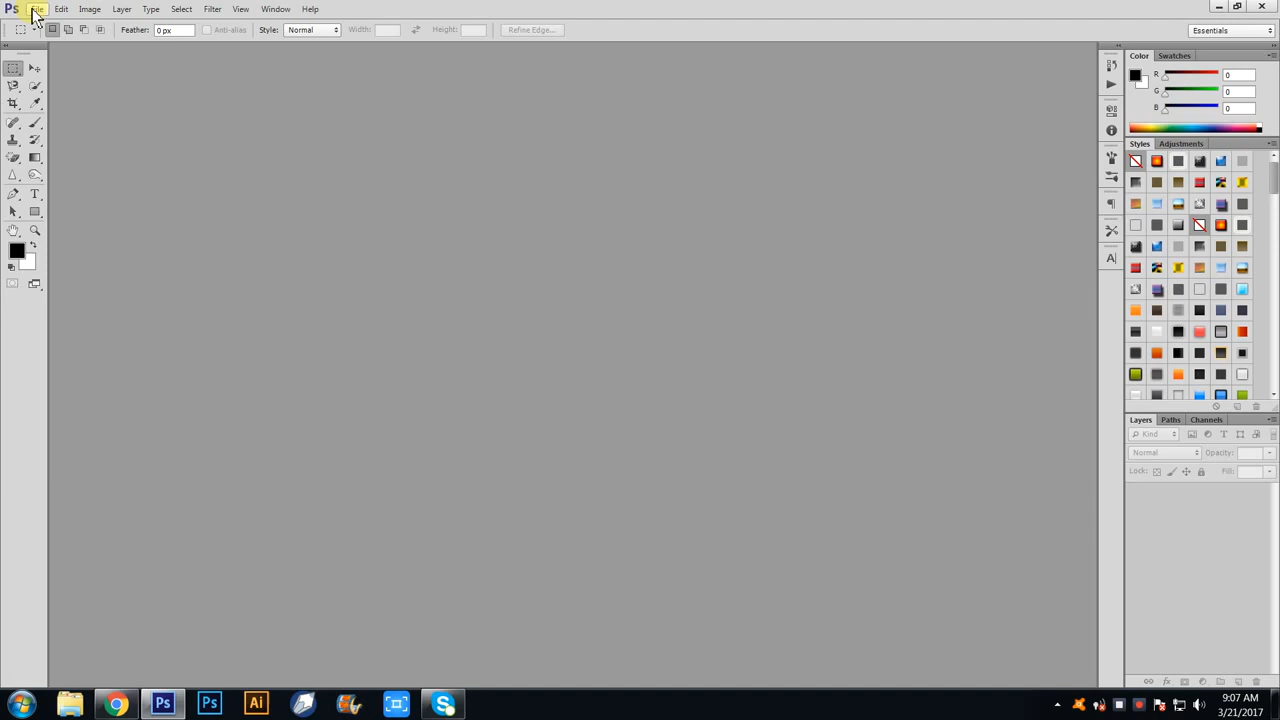 Ps File Edit Image Layer Type Select Filter View Window Help
Feather: 0 px Anti-alias Style: Normal Width: Height: Refine Edge... Essentials
Color Swatches
R 0
G 0
B 0
Styles Adjustments
Layers Paths Channels
Kind
Normal Opacity:
Lock: Fill:
Ps Ps Ai S
9:07 AM
3/21/2017